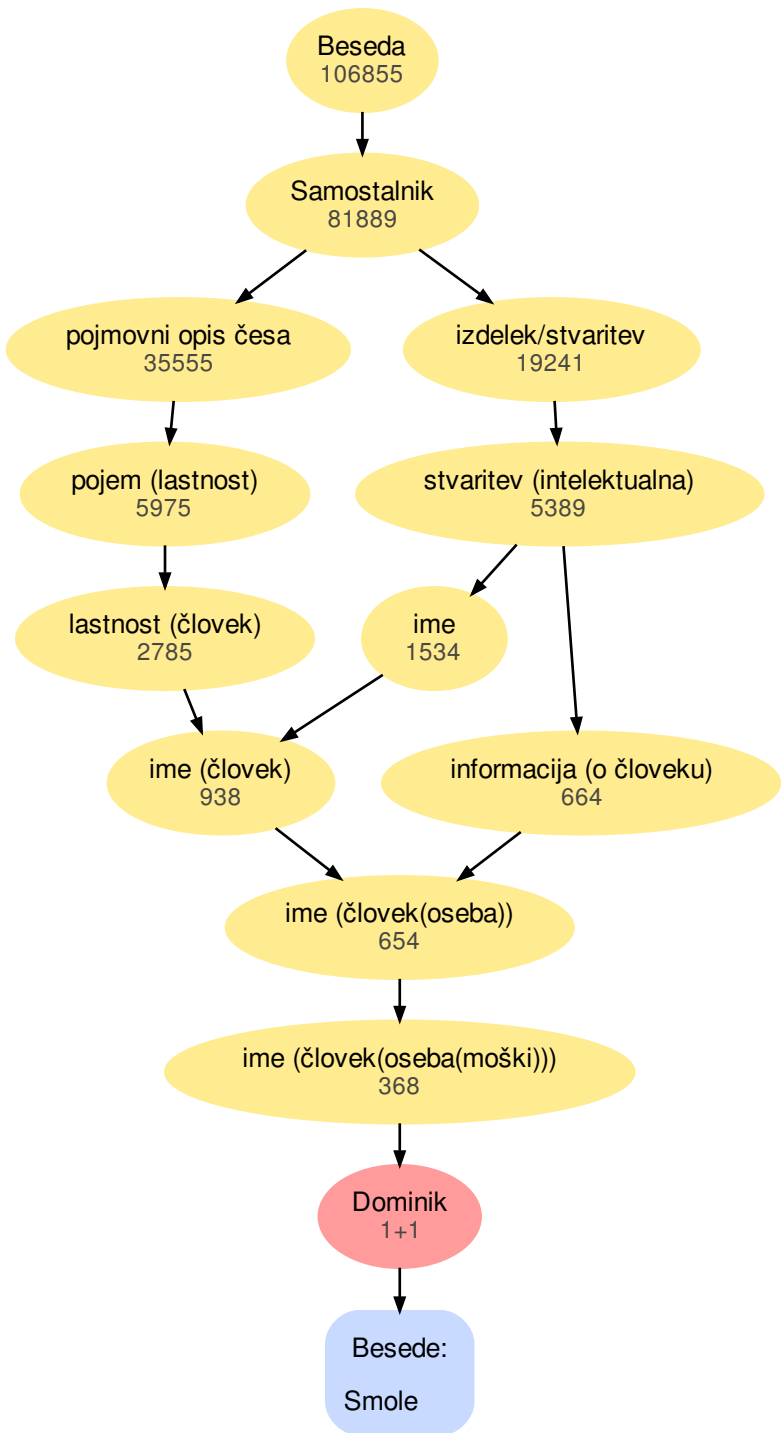 Beseda
106855
Samostalnik
81889
pojmovni opis česa
35555
izdelek/stvaritev
19241
pojem (lastnost)
5975
stvaritev (intelektualna)
5389
lastnost (človek)
2785
ime
1534
ime (človek)
938
informacija (o človeku)
664
ime (človek(oseba))
654
ime (človek(oseba(moški)))
368
Dominik
1+1
Besede:
Smole